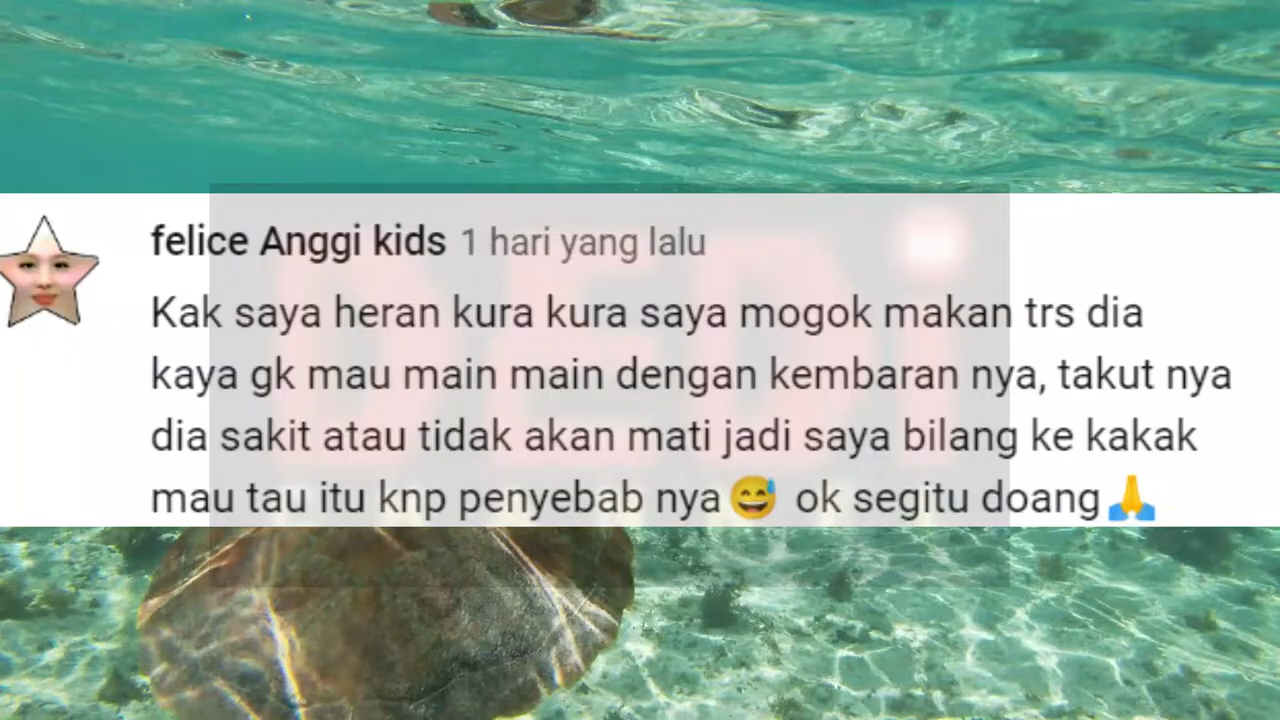 felice Anggi kids 1 hari yang lalu
DEDI
Kak saya heran kura kura saya mogok makan trs dia
kaya gk mau main main dengan kembaran nya, takut nya
dia sakit atau tidak akan mati jadi saya bilang ke kakak
mau tau itu knp penyebab nya😅 ok segitu doang🙏